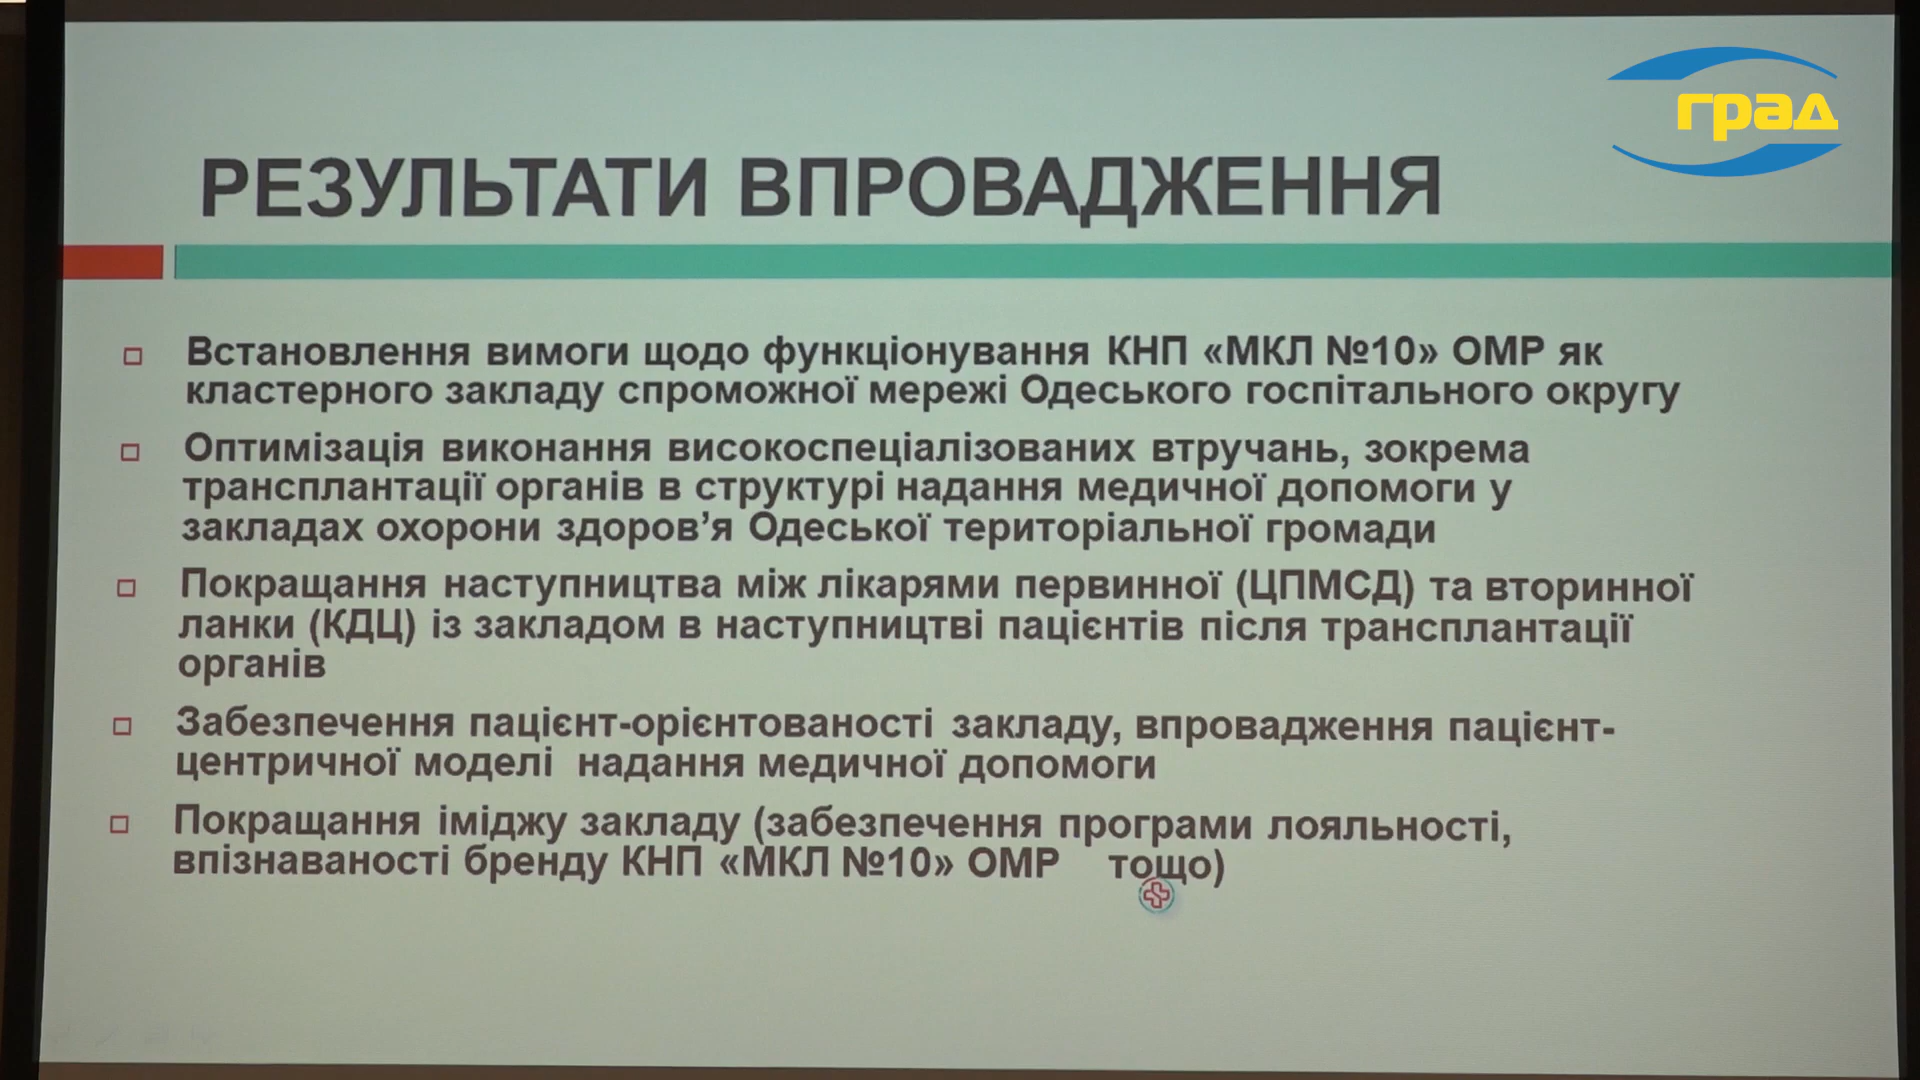 град
РЕЗУЛЬТАТИ ВПРОВАДЖЕННЯ
Встановлення вимоги щодо функціонування КНП «МКЛ №10» ОМР як
кластерного закладу спроможної мережі Одеського госпітального округу
Оптимізація виконання високоспеціалізованих втручань, зокрема
трансплантації органів в структурі надання медичної допомоги у
закладах охорони здоров’я Одеської територіальної громади
Покращання наступництва між лікарями первинної (ЦПМСД) та вторинної
ланки (КДЦ) із закладом в наступництві пацієнтів після трансплантації
органів
Забезпечення пацієнт-орієнтованості закладу, впровадження пацієнт-
центричної моделі надання медичної допомоги
Покращання іміджу закладу (забезпечення програми лояльності,
впізнаваності бренду КНП «МКЛ №10» ОМР тощо)